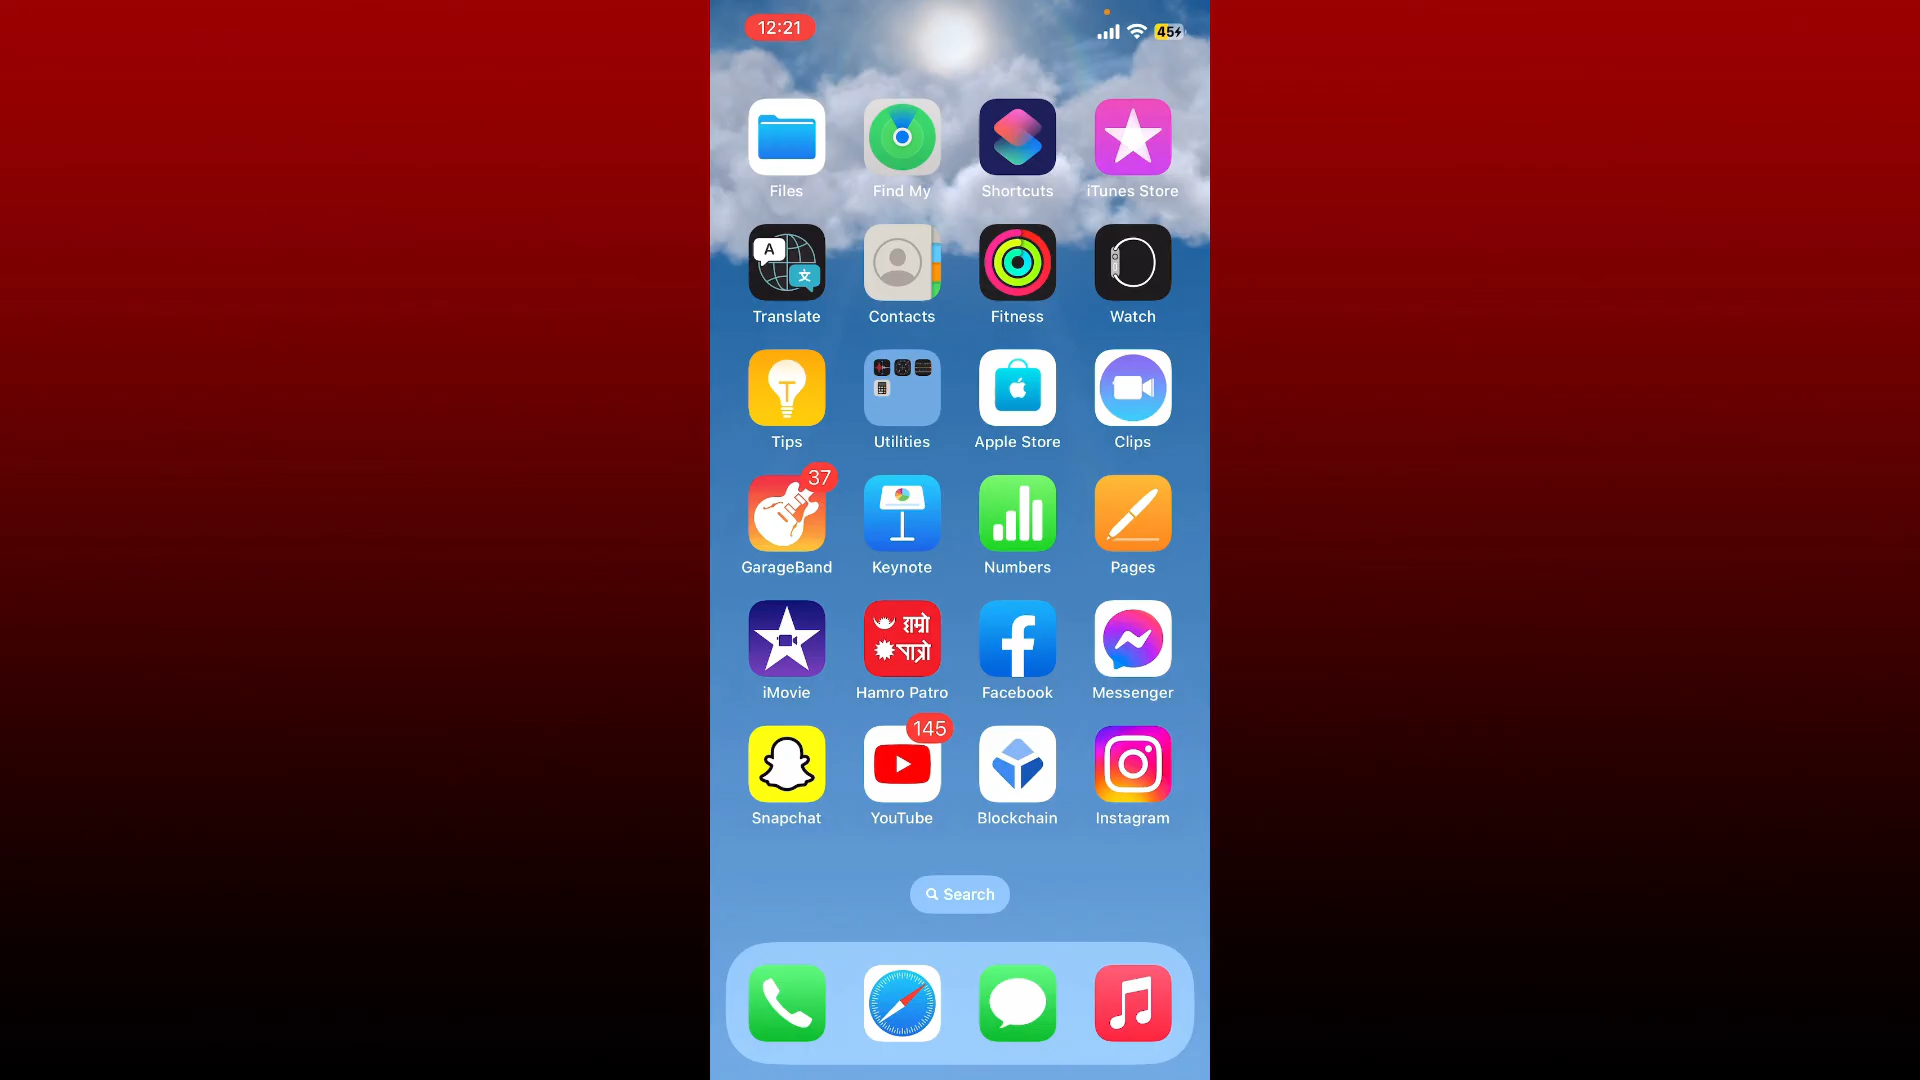 12:21
45
Files Find My Shortcuts iTunes Store
A
文
Translate Contacts Fitness Watch
Tips Utilities Apple Store Clips
37
GarageBand Keynote Numbers Pages
हाम्रो
पात्रो
iMovie Hamro Patro Facebook Messenger
145
Snapchat YouTube Blockchain Instagram
Search